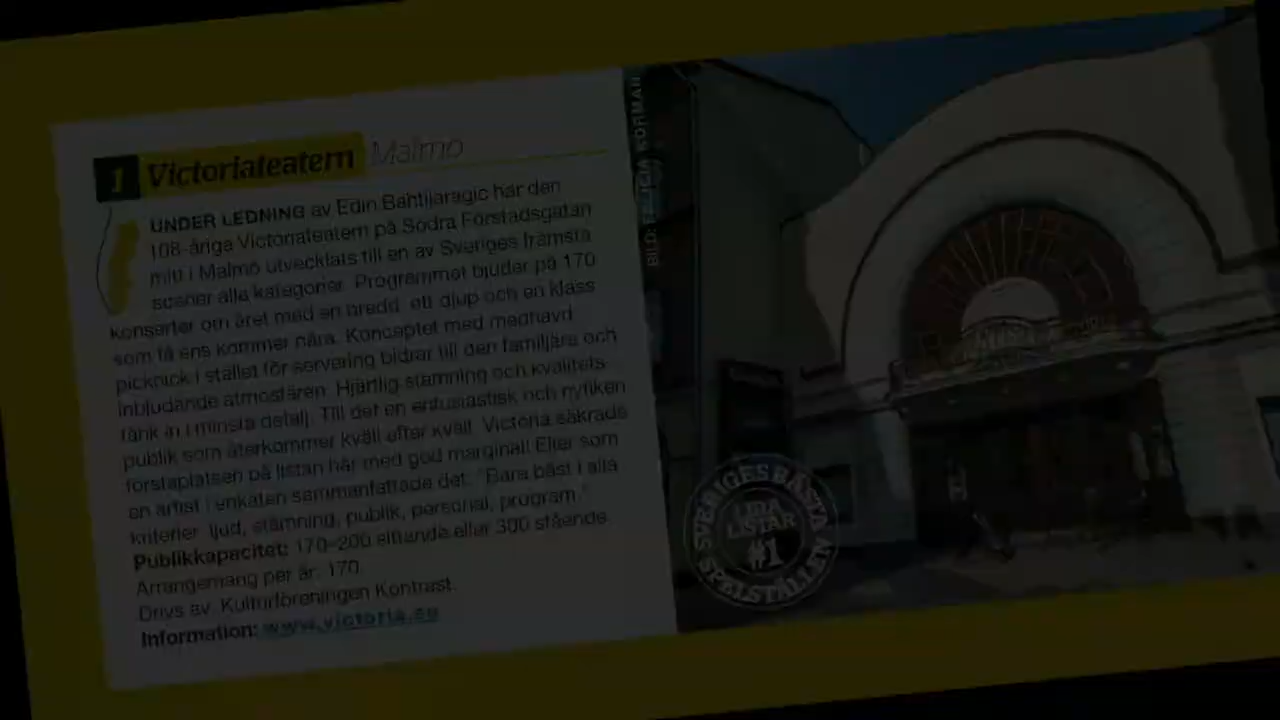 1 Victoriateatern Malmö
UNDER LEDNING av Edin Bahtijaragic har den
108-åriga Victoriateatern på Södra Förstadsgatan
mitt i Malmö utvecklats till en av Sveriges främsta
scener alla kategorier. Programmet bjuder på 170
konserter om året med en bredd, ett djup och en klass
som få ens kommer nära. Konceptet med medhavd
picknick i stället för servering bidrar till den familjära och
inbjudande atmosfären. Hjärtlig stämning och kvalitets-
tänk in i minsta detalj. Till det en entusiastisk och nyfiken
publik som återkommer kväll efter kväll. Victoria säkrade
förstaplatsen på listan här med god marginal! Eller som
en artist i enkäten sammanfattade det: "Bara bäst i alla
kriterier: ljud, stämning, publik, personal, program."
Publikkapacitet: 170–200 sittande eller 300 stående.
Arrangemang per år: 170.
Drivs av: Kulturföreningen Kontrast.
Information: www.victoria.se
SVERIGES BÄSTA
LIRA
LISTAR
#1
SPELSTÄLLEN